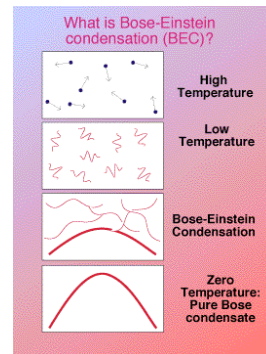 What is Bose-Einstein
condensation (BEC)?
High
Temperature
Low
Temperature
Bose-Einstein
Condensation
Zero
Temperature:
Pure Bose
condensate